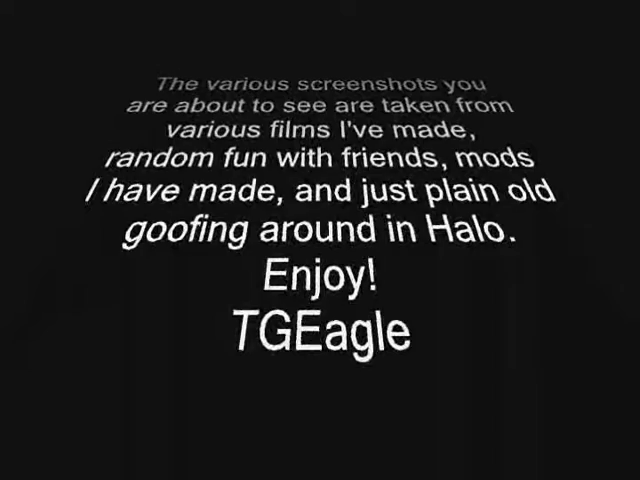 The various screenshots you
are about to see are taken from
various films I've made,
random fun with friends, mods
I have made, and just plain old
goofing around in Halo.
Enjoy!
TGEagle